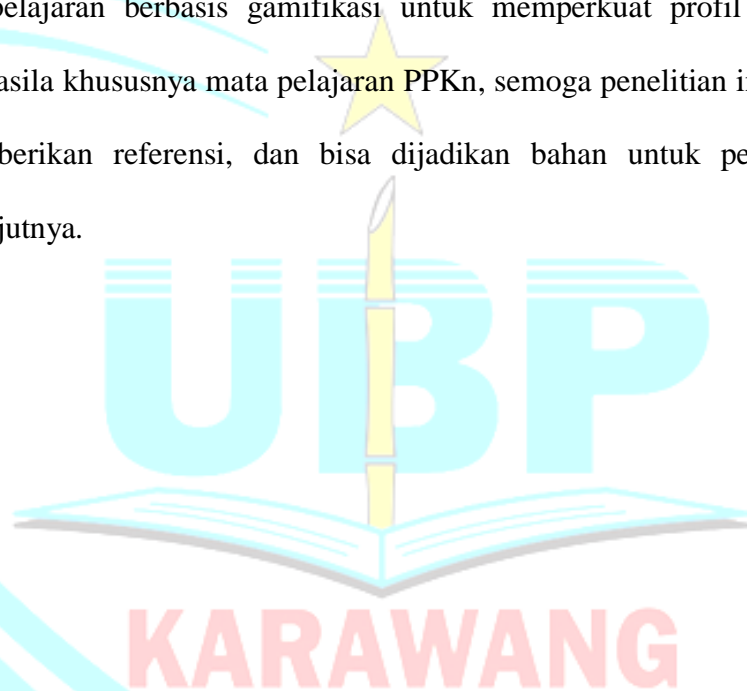 pelajaran berbasis gamifikasi untuk memperkuat profil
asila khususnya mata pelajaran PPKn, semoga penelitian i
berikan referensi, dan bisa dijadikan bahan untuk pe
jutnya.
UBP
KARAWANG